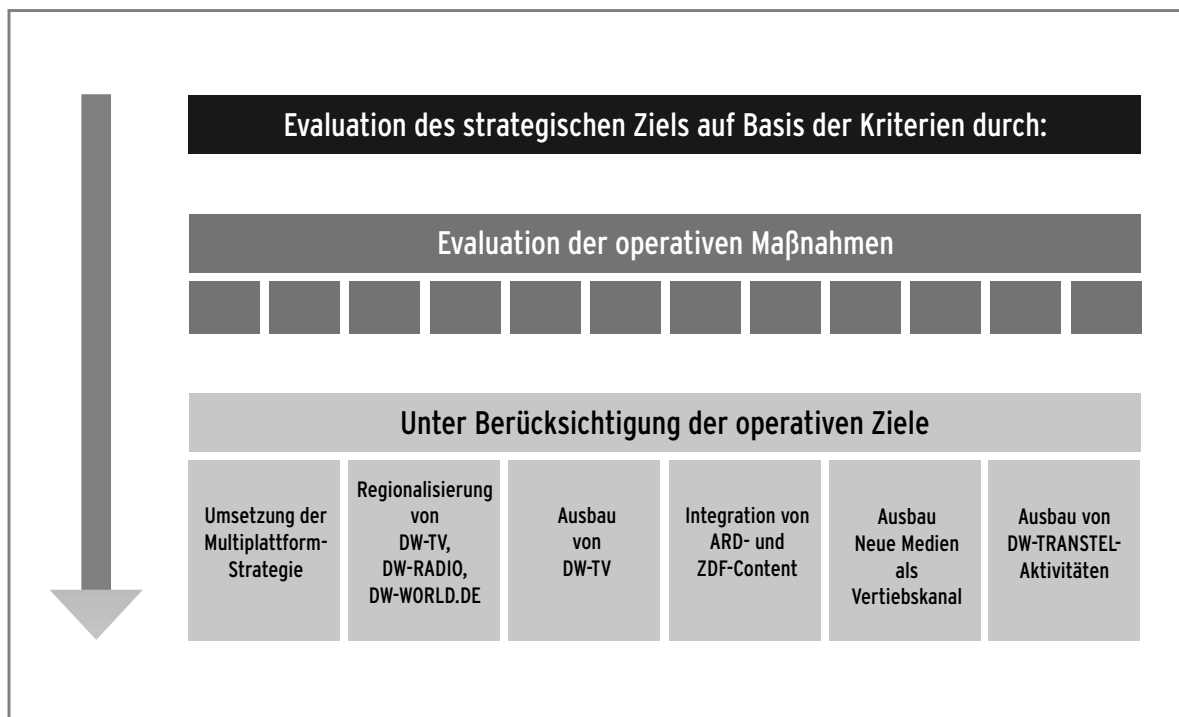 Evaluation des strategischen Ziels auf Basis der Kriterien durch:
Evaluation der operativen Maßnahmen
Unter Berücksichtigung der operativen Ziele
Umsetzung der
Multiplattform-
Strategie
Regionalisierung
von
DW-TV,
DW-RADIO,
DW-WORLD.DE
Ausbau
von
DW-TV
Integration von
ARD- und
ZDF-Content
Ausbau
Neue Medien
als
Vertiebskanal
Ausbau von
DW-TRANSTEL-
Aktivitäten